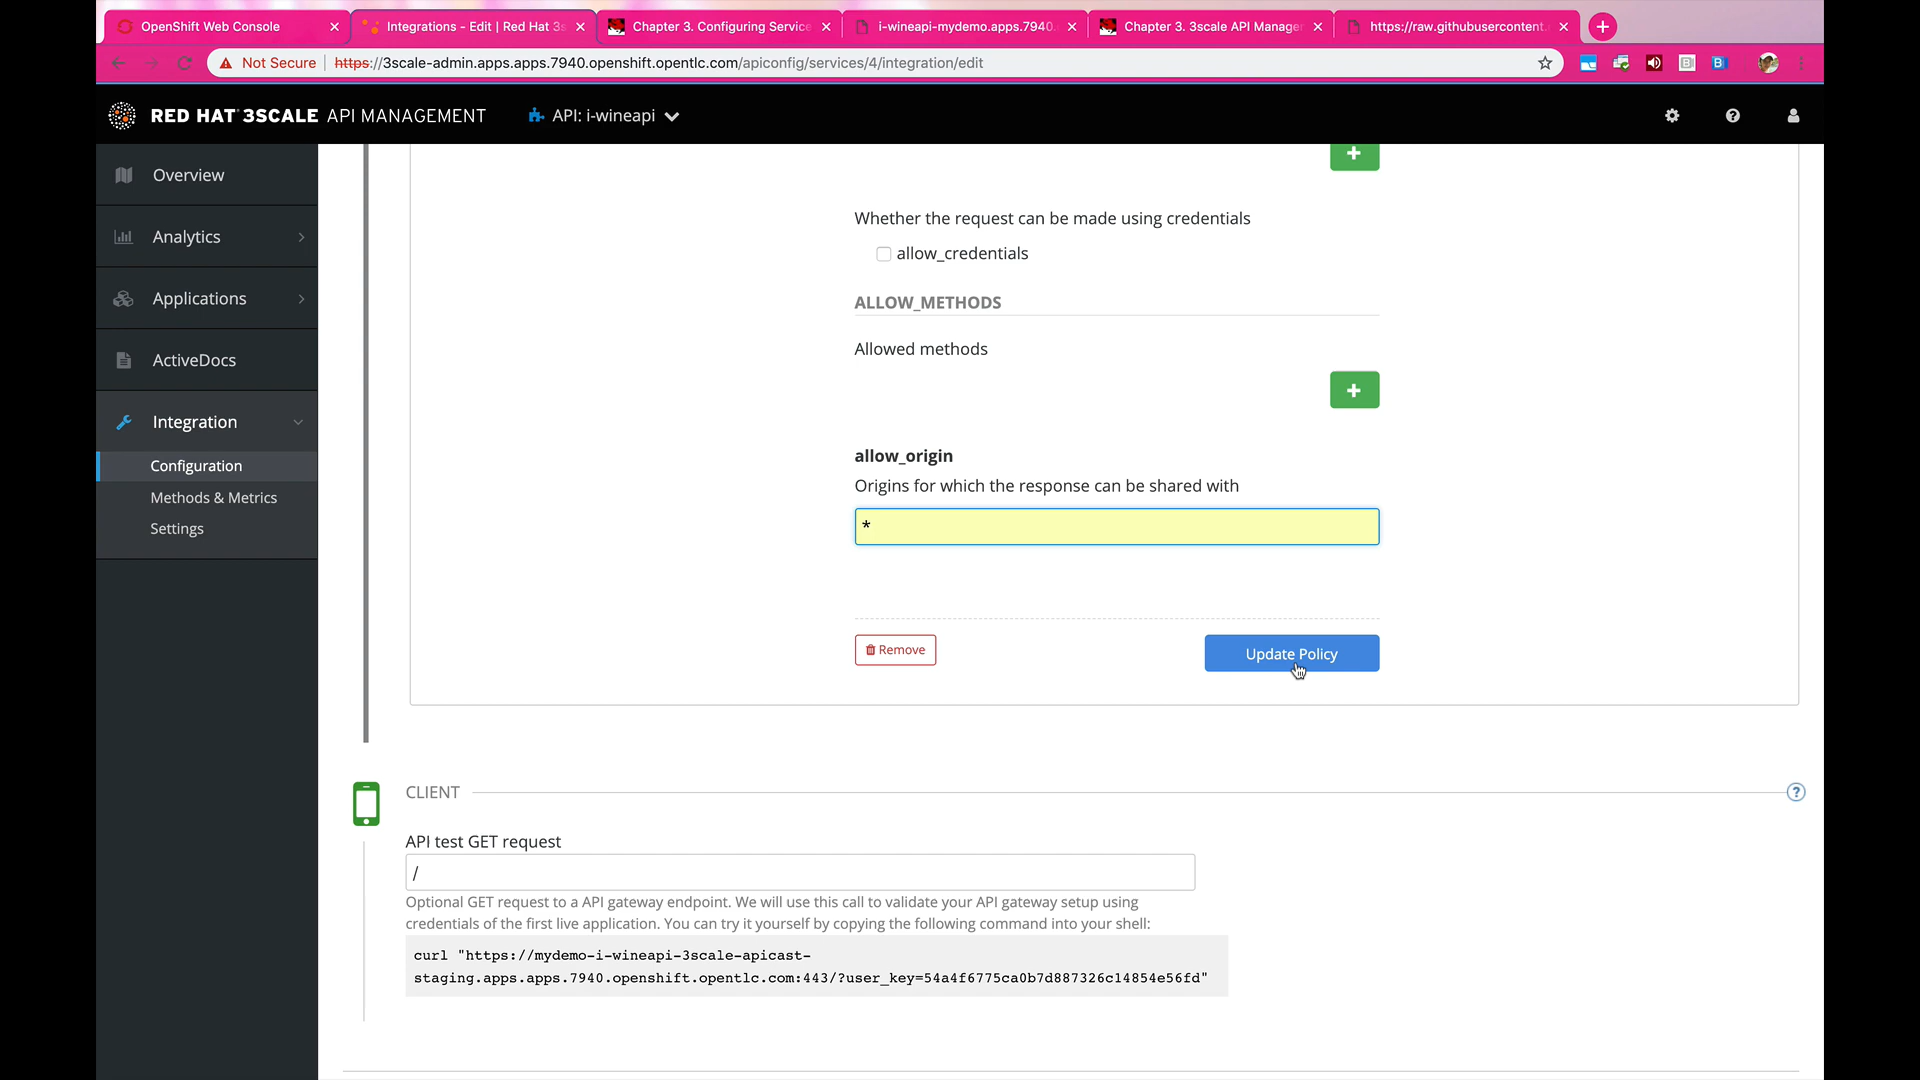 OpenShift Web Console
Integrations - Edit | Red Hat 3s
Chapter 3. Configuring Service
i-wineapi-mydemo.apps.7940.
Chapter 3. 3scale API Manage
https://raw.githubusercontent.
Not Secure | https://3scale-admin.apps.apps.7940.openshift.opentlc.com/apiconfig/services/4/integration/edit
RED HAT 3SCALE API MANAGEMENT
API: i-wineapi
Overview
Analytics
Applications
ActiveDocs
Integration
Configuration
Methods & Metrics
Settings
+
Whether the request can be made using credentials
allow_credentials
ALLOW_METHODS
Allowed methods
+
allow_origin
Origins for which the response can be shared with
*
Remove
Update Policy
CLIENT
?
API test GET request
/
Optional GET request to a API gateway endpoint. We will use this call to validate your API gateway setup using
credentials of the first live application. You can try it yourself by copying the following command into your shell:
curl "https://mydemo-i-wineapi-3scale-apicast-
staging.apps.apps.7940.openshift.opentlc.com:443/?user_key=54a4f6775ca0b7d887326c14854e56fd"